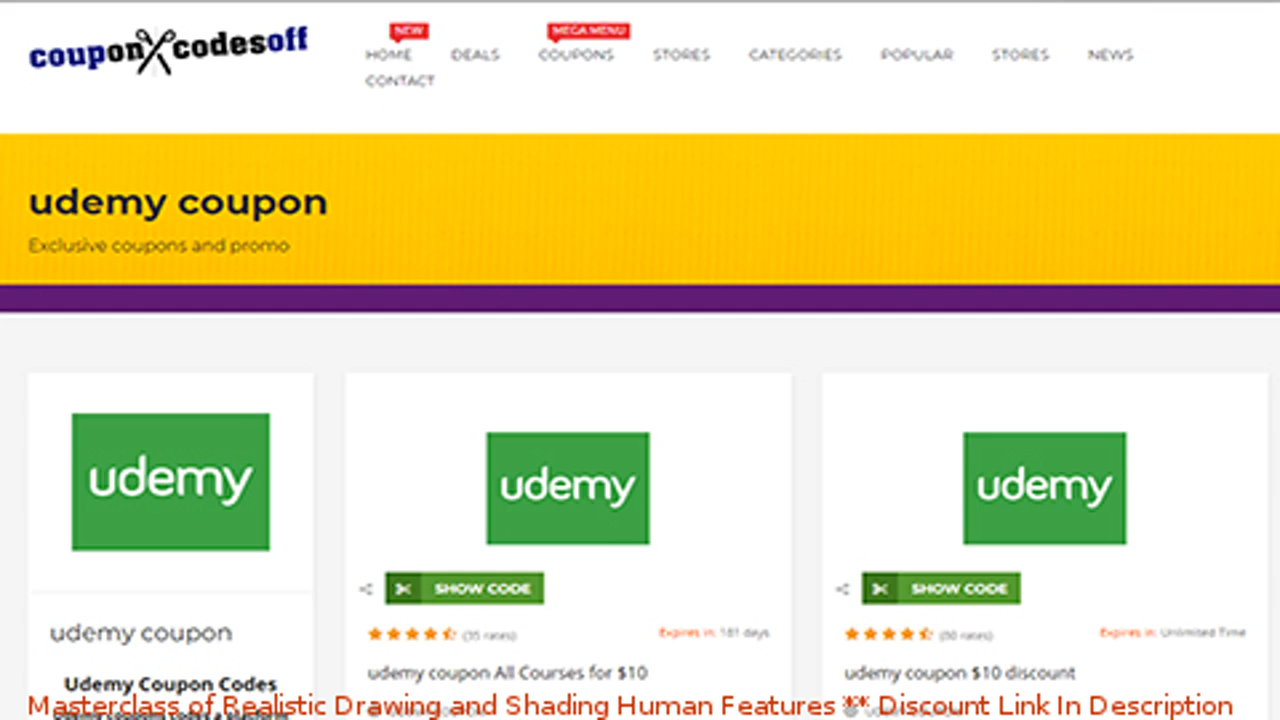 couponXcodesoff
NEW
MEGA MENU
HOME DEALS COUPONS STORES CATEGORIES POPULAR STORES NEWS
CONTACT
udemy coupon
Exclusive coupons and promo
udemy
udemy
udemy
SHOW CODE
SHOW CODE
(35 rates) Expires in: 181 days
Expires in: Unlimited Time
udemy coupon
udemy coupon All Courses for $10
udemy coupon $10 discount
Udemy Coupon Codes
Masterclass of Realistic Drawing and Shading Human Features ** Discount Link In Description